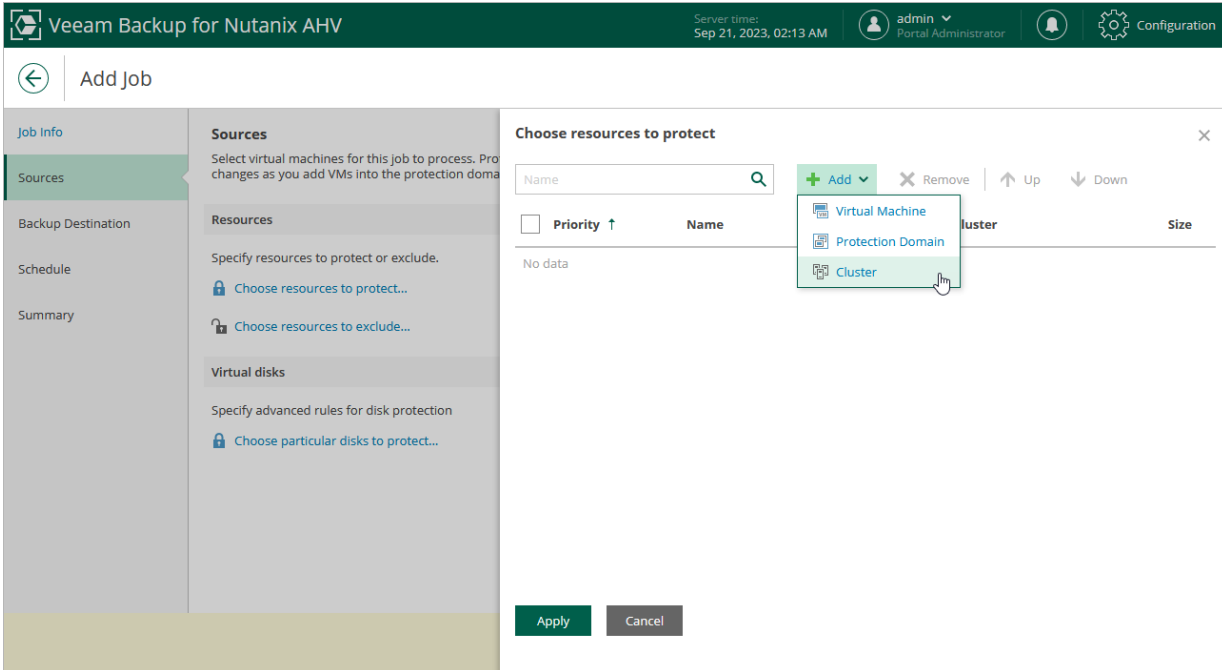 Veeam Backup for Nutanix AHV
Server time:
Sep 21, 2023, 02:13 AM
admin
Portal Administrator
Configuration
Add Job
Job Info
Sources
Backup Destination
Schedule
Summary
Sources
Select virtual machines for this job to process. Pro
changes as you add VMs into the protection doma
Resources
Specify resources to protect or exclude.
Choose resources to protect...
Choose resources to exclude...
Virtual disks
Specify advanced rules for disk protection
Choose particular disks to protect...
Choose resources to protect
Name
Add
Remove
Up
Down
Priority Name luster Size
No data
Virtual Machine
Protection Domain
Cluster
Apply
Cancel